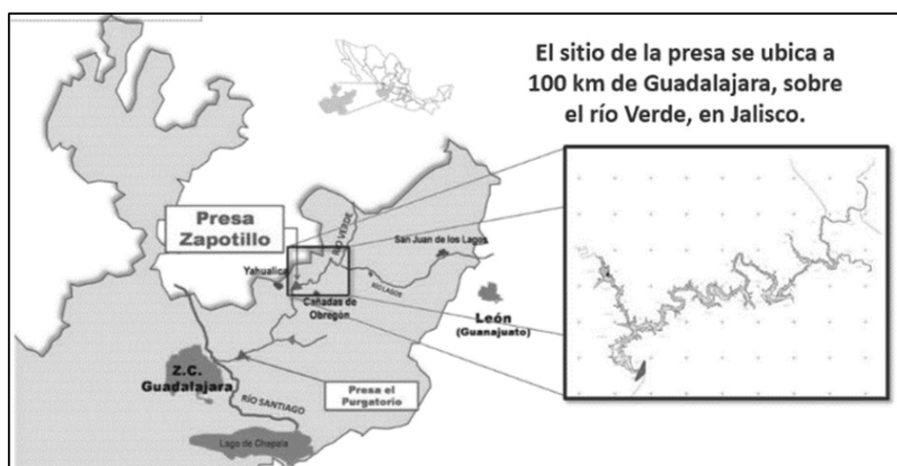 El sitio de la presa se ubica a
100 km de Guadalajara, sobre
el río Verde, en Jalisco.
Presa
Zapotillo
RÍO VERDE
San Juan de los Lagos
Yahualica
RÍO LAGOS
Cañadas de
Obregón
León
(Guanajuato)
Z.C.
Guadalajara
Presa el
Purgatorio
RÍO SANTIAGO
Lago de Chapala